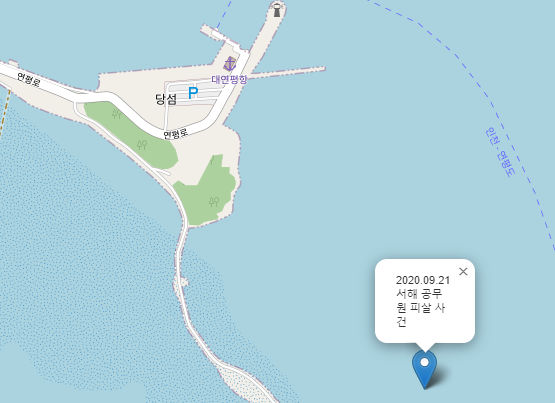 연평로
대연평항
당섬
P
연평로
인천 - 연평도
2020.09.21
서해 공무
원 피살 사
건